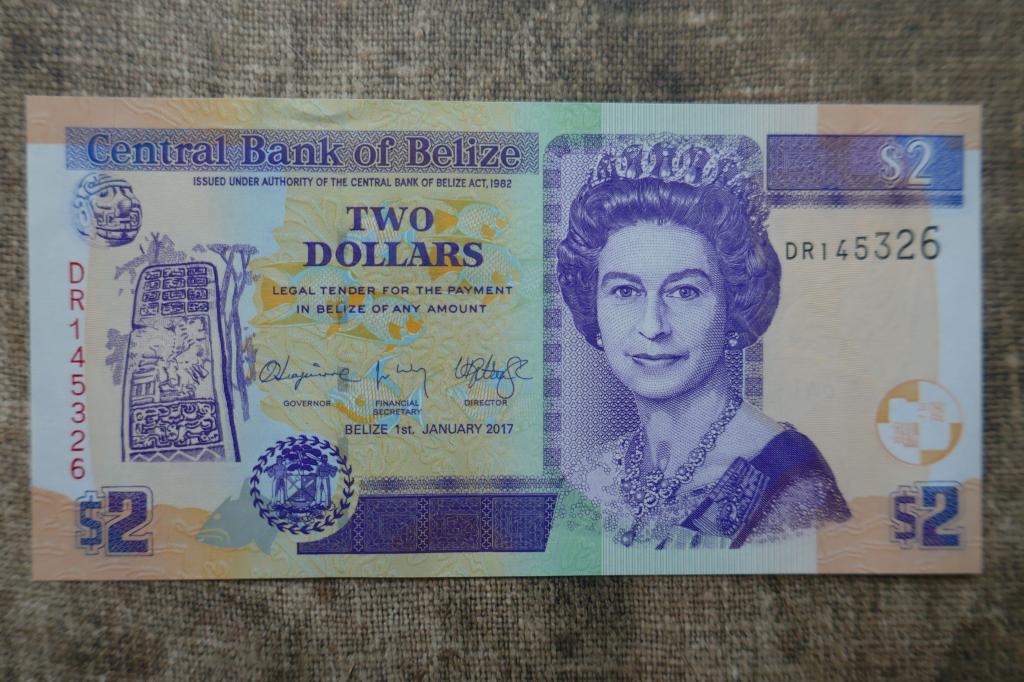 Central Bank of Belize
$2
ISSUED UNDER AUTHORITY OF THE CENTRAL BANK OF BELIZE ACT, 1982
TWO
DOLLARS
DR145326
LEGAL TENDER FOR THE PAYMENT
IN BELIZE OF ANY AMOUNT
DR145326
GOVERNOR
FINANCIAL
SECRETARY
DIRECTOR
BELIZE 1st. JANUARY 2017
$2
$2